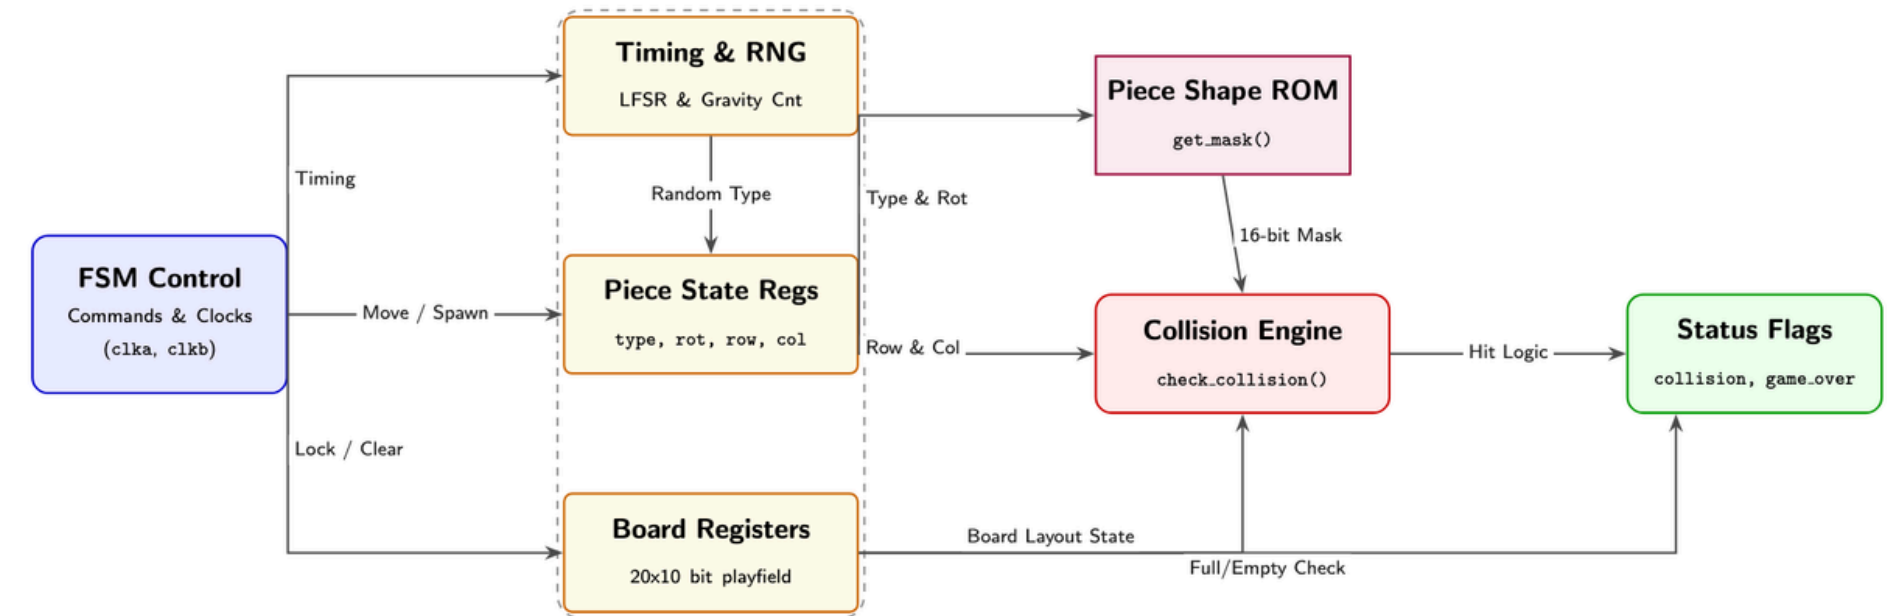 Timing & RNG
LFSR & Gravity Cnt
Piece Shape ROM
get_mask()
Timing
Random Type
Type & Rot
16-bit Mask
FSM Control
Commands & Clocks
(clka, clkb)
Move / Spawn
Piece State Regs
type, rot, row, col
Row & Col
Collision Engine
check_collision()
Hit Logic
Status Flags
collision, game_over
Lock / Clear
Board Registers
20x10 bit playfield
Board Layout State
Full/Empty Check